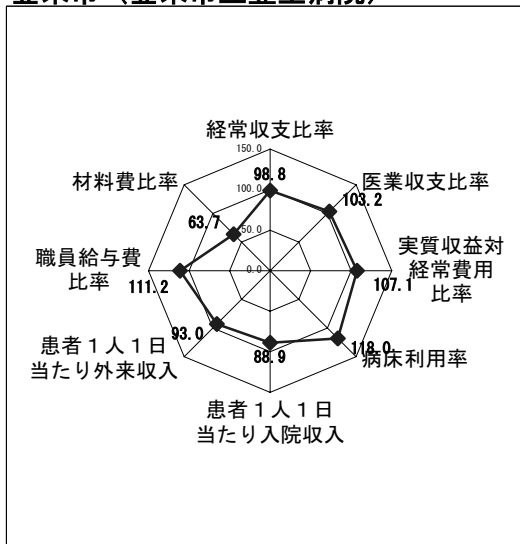 経常収支比率
150.0
98.8
材料費比率
医業収支比率
100.0
103.2
63.7
50.0
職員給与費
比率
実質収益対
経常費用
比率
0.0
111.2
107.1
93.0
118.0
患者１人１日
当たり外来収入
88.9
病床利用率
患者１人１日
当たり入院収入